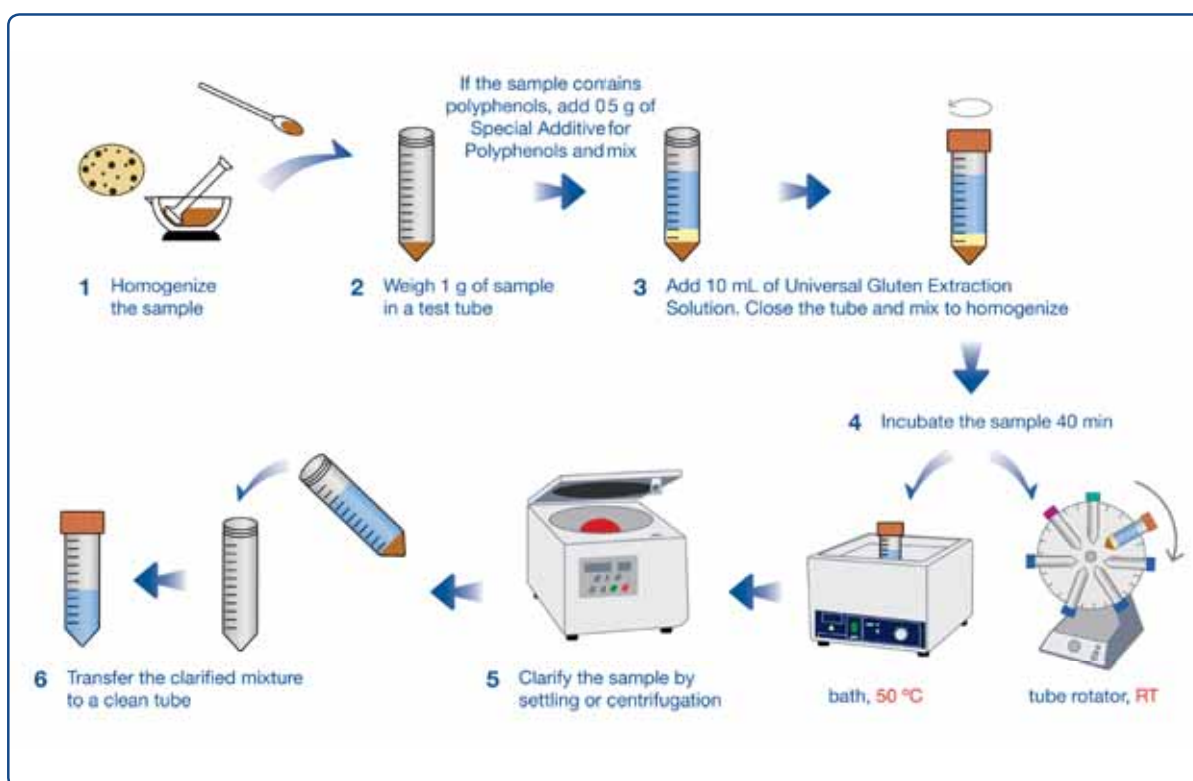 If the sample contains
polyphenols, add 05 g of
Special Additive for
Polyphenols and mix
1 Homogenize
the sample
2 Weigh 1 g of sample
in a test tube
3 Add 10 mL of Universal Gluten Extraction
Solution. Close the tube and mix to homogenize
4 Incubate the sample 40 min
bath, 50 ºC
tube rotator, RT
5 Clarify the sample by
settling or centrifugation
6 Transfer the clarified mixture
to a clean tube